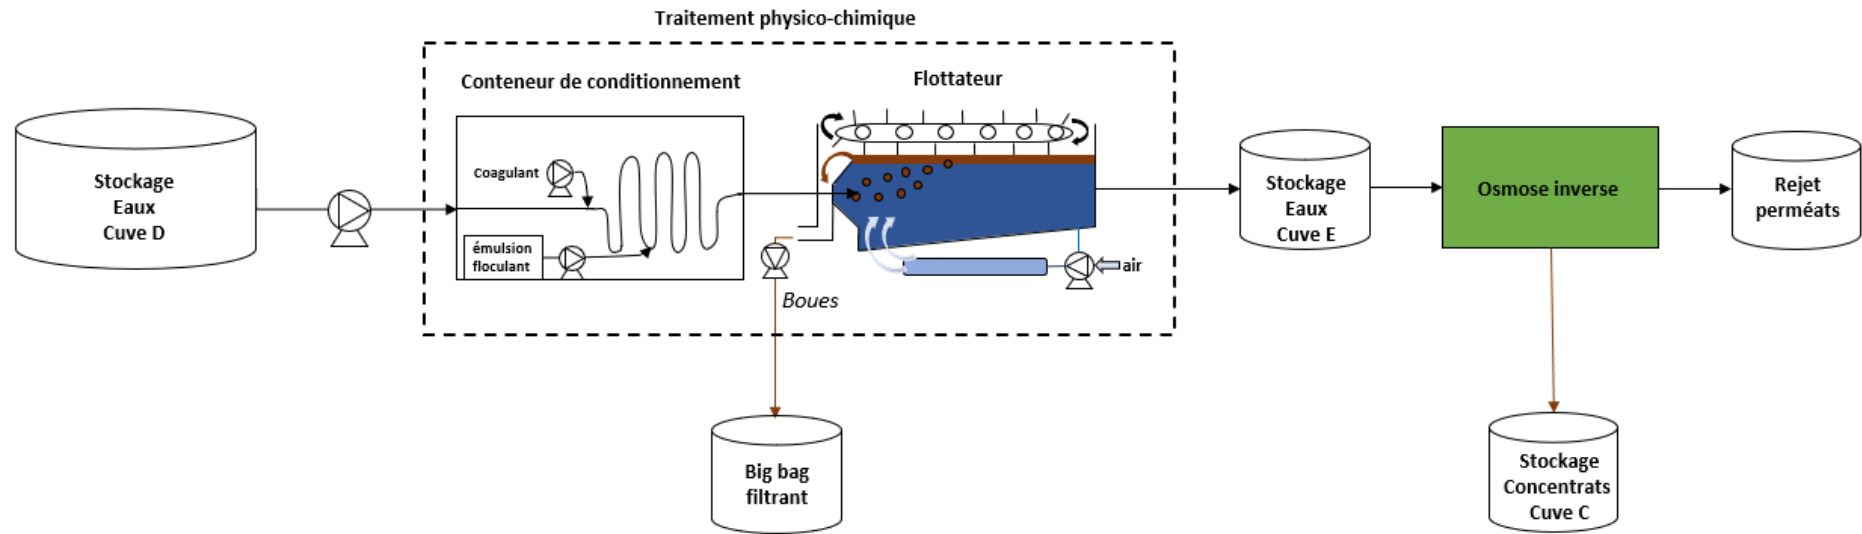 Traitement physico-chimique
Conteneur de conditionnement
Flottateur
Stockage
Eaux
Cuve D
Coagulant
émulsion
floculant
Boues
air
Stockage
Eaux
Cuve E
Osmose inverse
Rejet
perméats
Big bag
filtrant
Stockage
Concentrats
Cuve C